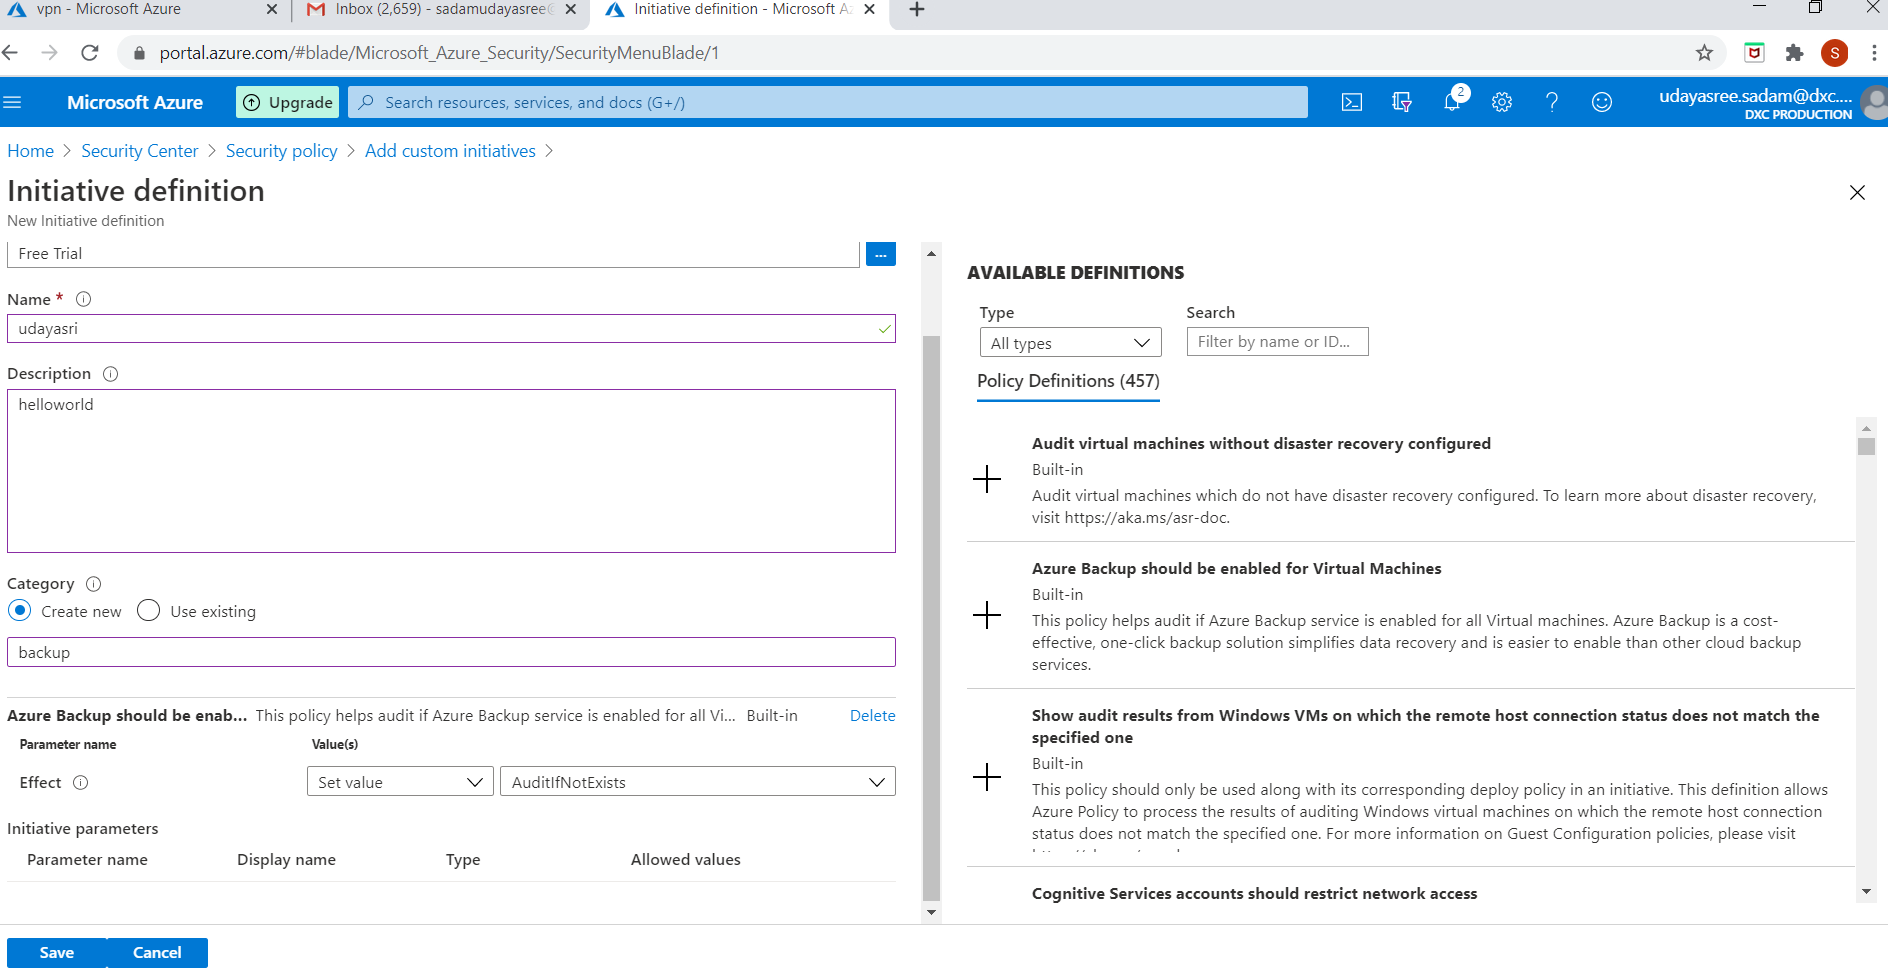 vpn - Microsoft Azure
Inbox (2,659) - sadamudayasree@
Initiative definition - Microsoft Az
portal.azure.com/#blade/Microsoft_Azure_Security/SecurityMenuBlade/1
S
Microsoft Azure
Upgrade
Search resources, services, and docs (G+/)
2
udayasree.sadam@dxc....
DXC PRODUCTION
Home > Security Center > Security policy > Add custom initiatives >
Initiative definition
New Initiative definition
Free Trial
...
Name *
udayasri
Description
helloworld
Category
Create new
Use existing
backup
Azure Backup should be enab... This policy helps audit if Azure Backup service is enabled for all Vi... Built-in Delete
Parameter name Value(s)
Effect Set value AuditIfNotExists
Initiative parameters
Parameter name Display name Type Allowed values
Save
Cancel
AVAILABLE DEFINITIONS
Type Search
All types Filter by name or ID...
Policy Definitions (457)
Audit virtual machines without disaster recovery configured
Built-in
Audit virtual machines which do not have disaster recovery configured. To learn more about disaster recovery,
visit https://aka.ms/asr-doc.
Azure Backup should be enabled for Virtual Machines
Built-in
This policy helps audit if Azure Backup service is enabled for all Virtual machines. Azure Backup is a cost-
effective, one-click backup solution simplifies data recovery and is easier to enable than other cloud backup
services.
Show audit results from Windows VMs on which the remote host connection status does not match the
specified one
Built-in
This policy should only be used along with its corresponding deploy policy in an initiative. This definition allows
Azure Policy to process the results of auditing Windows virtual machines on which the remote host connection
status does not match the specified one. For more information on Guest Configuration policies, please visit
Cognitive Services accounts should restrict network access